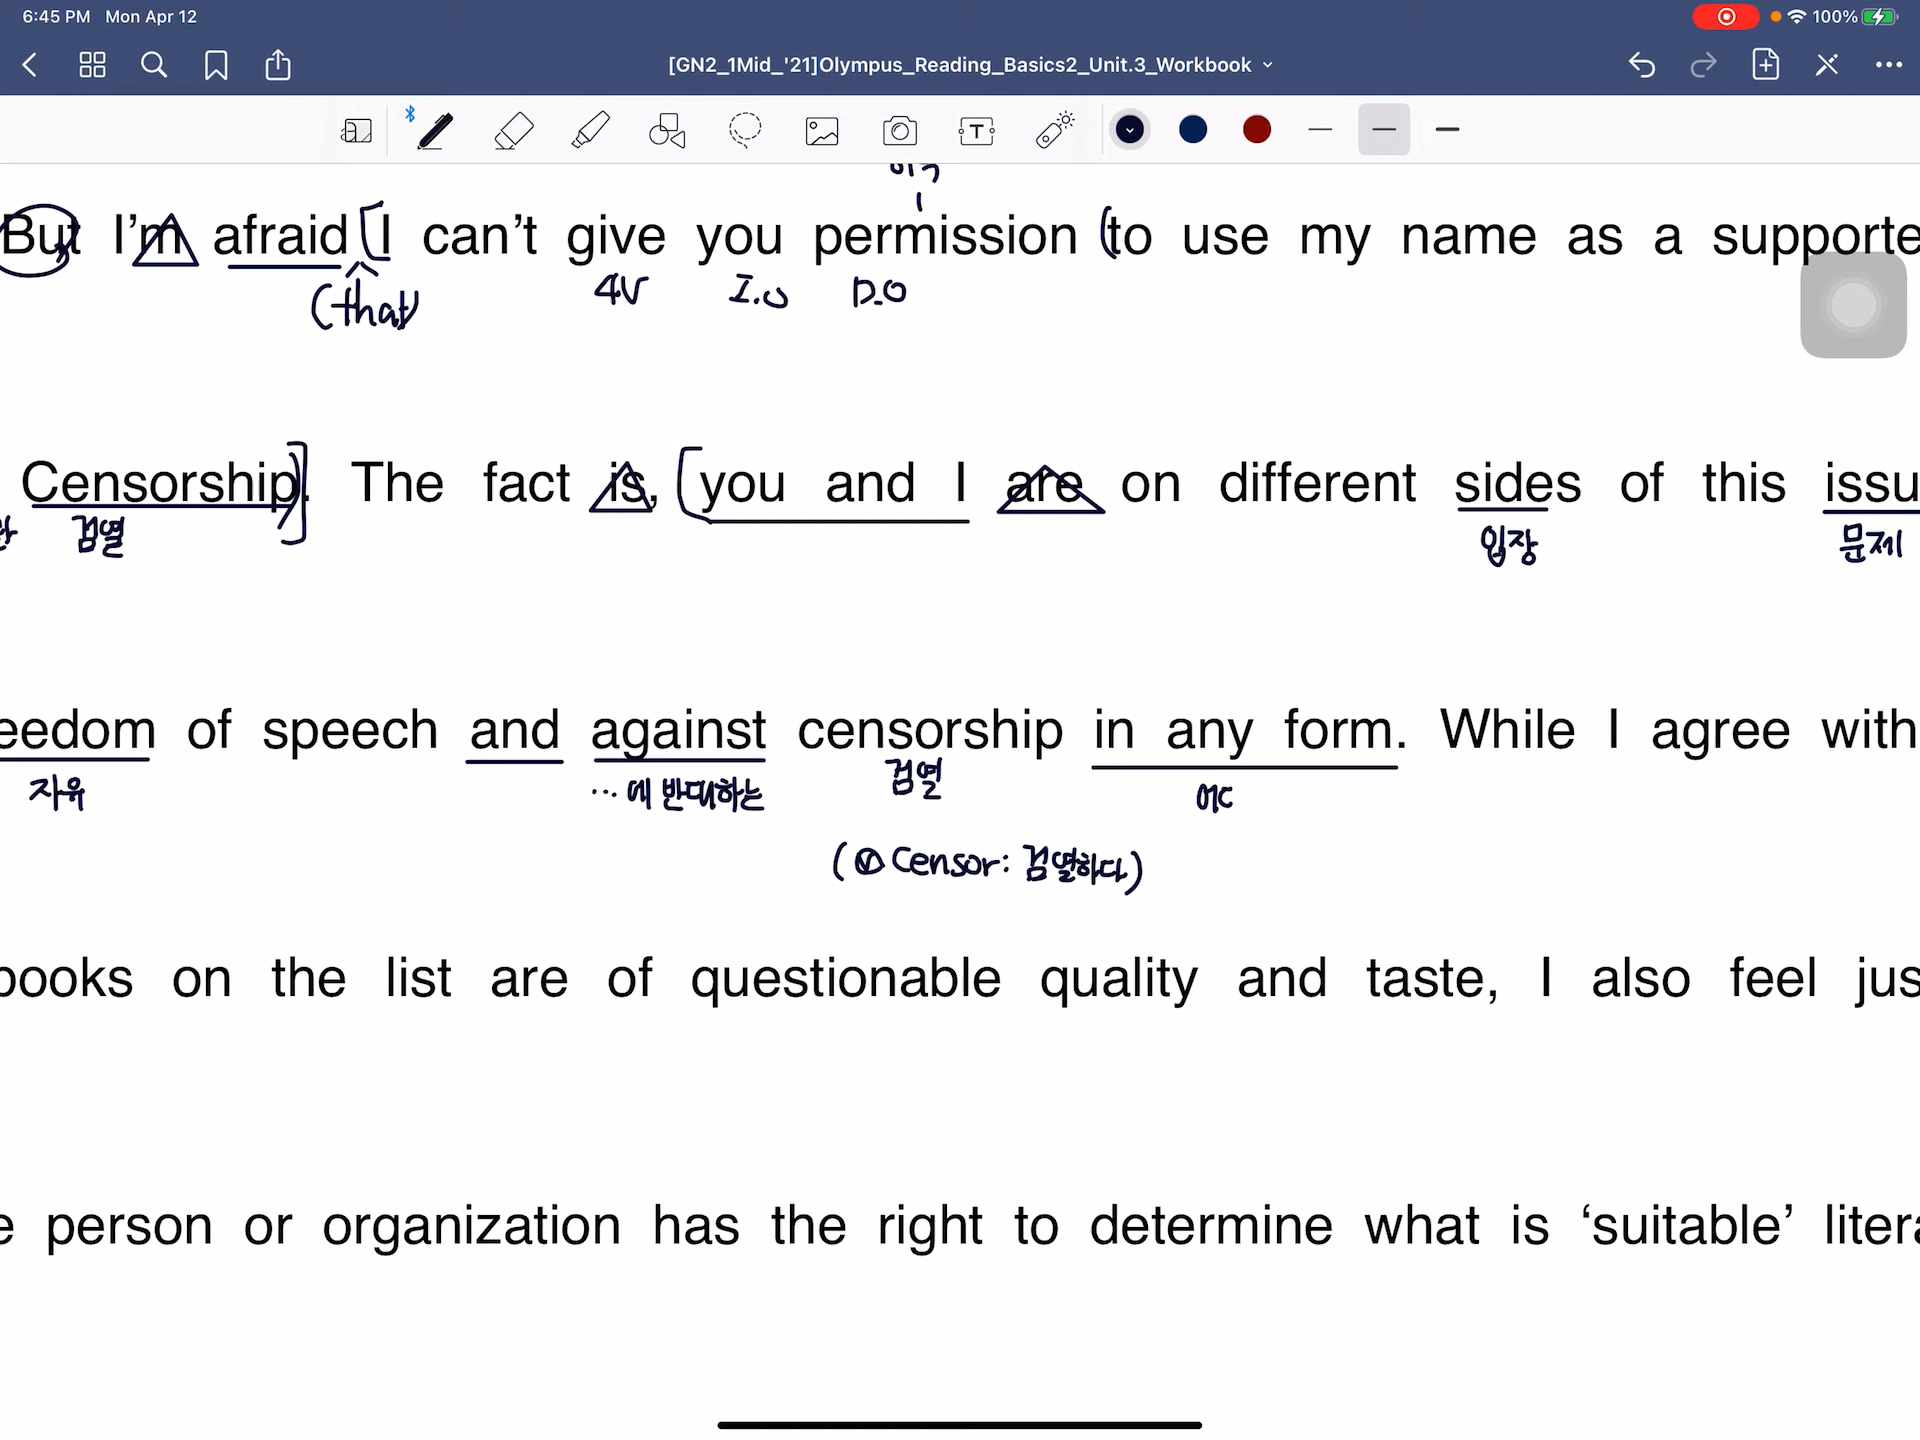 6:45 PM Mon Apr 12
100%
[GN2_1Mid_'21]Olympus_Reading_Basics2_Unit.3_Workbook
But I'm afraid I can't give you permission (to use my name as a supporte
(that) 4V I.O D.O
Censorship)]. The fact is, [you and I are on different sides of this issu
검열 입장 문제
eedom of speech and against censorship in any form. While I agree with
자유 …에 반대하는 검열
(ⓥ Censor: 검열하다)
books on the list are of questionable quality and taste, I also feel jus
e person or organization has the right to determine what is ‘suitable’ litera